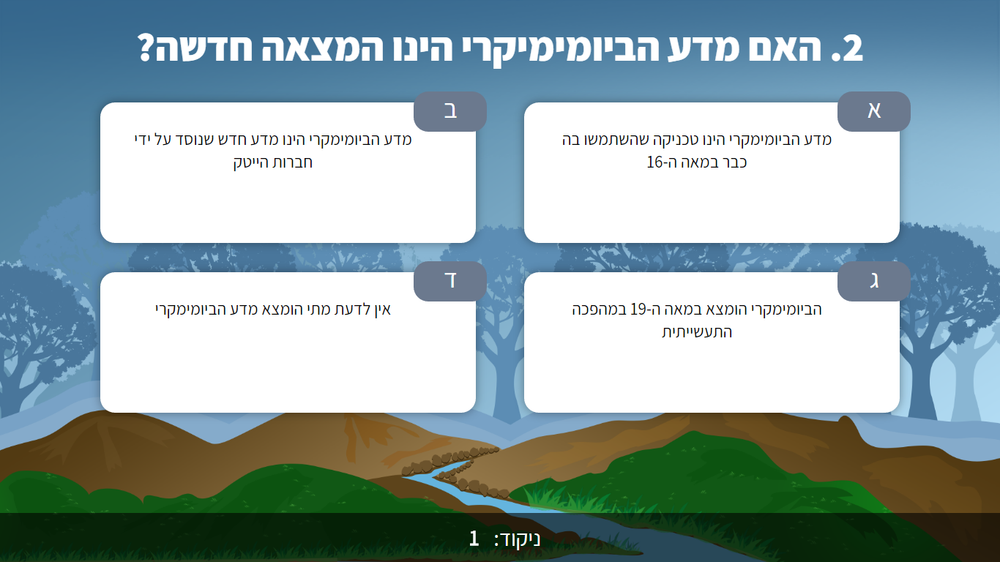 2. האם מדע הביומימיקרי הינו המצאה חדשה?
א
מדע הביומימקרי הינו טכניקה שהשתמשו בה
כבר במאה ה-16
ב
מדע הביומימקרי הינו מדע חדש שנוסד על ידי
חברות הייטק
ג
הביומימקרי הומצא במאה ה-19 במהפכה
התעשייתית
ד
אין לדעת מתי הומצא מדע הביומימקרי
ניקוד: 1